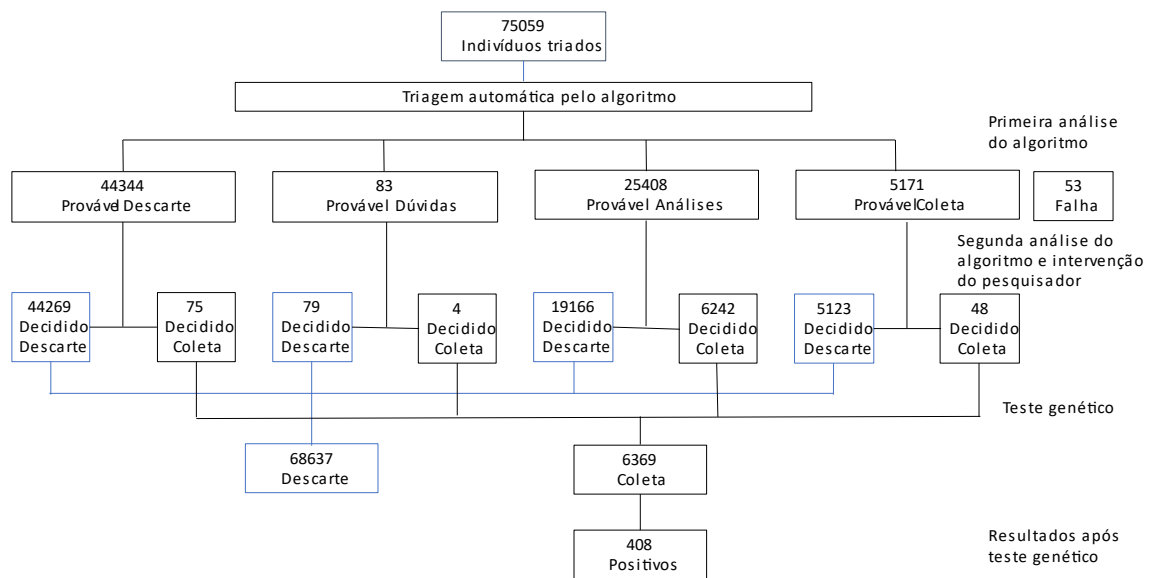 75059
Indivíduos triados
Triagem automática pelo algoritmo
Primeira análise
do algoritmo
44344
Provável Descarte
83
Provável Dúvidas
25408
Provável Análises
5171
Provável Coleta
53
Falha
Segunda análise do
algoritmo e intervenção
do pesquisador
44269
Decidido
Descarte
75
Decidido
Coleta
79
Decidido
Descarte
4
Decidido
Coleta
19166
Decidido
Descarte
6242
Decidido
Coleta
5123
Decidido
Descarte
48
Decidido
Coleta
Teste genético
68637
Descarte
6369
Coleta
408
Positivos
Resultados após
teste genético